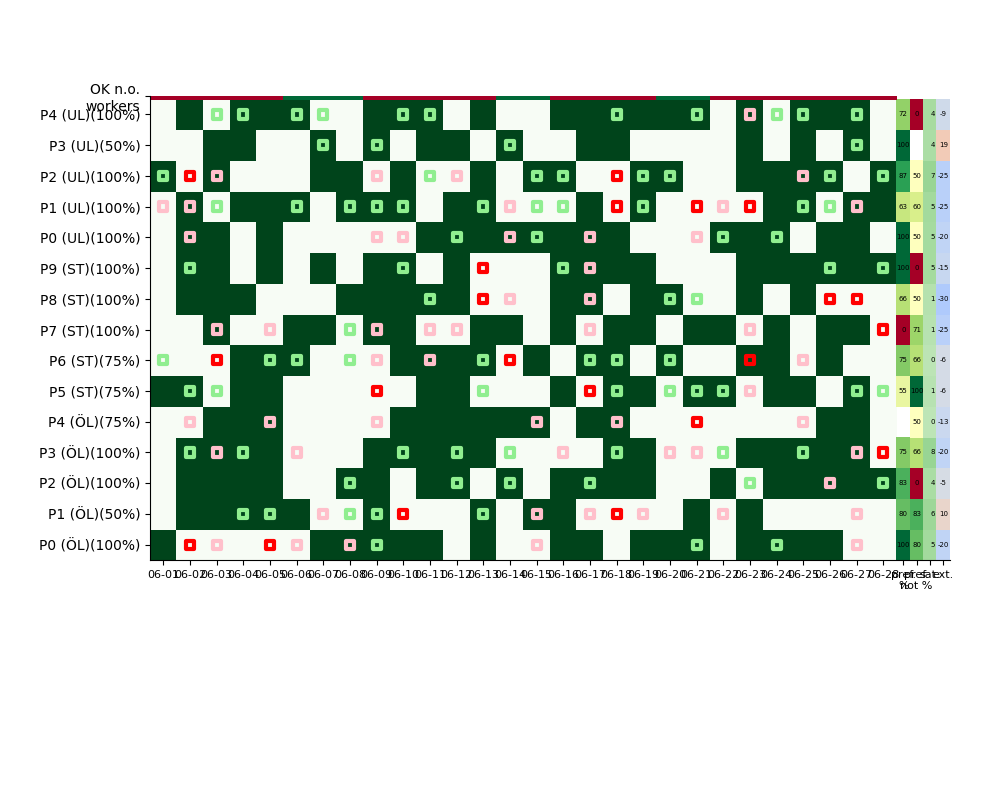 OK n.o.
workers
P4 (UL)(100%) 72 0 4 -9
P3 (UL)(50%) 100 4 19
P2 (UL)(100%) 87 50 7 -25
P1 (UL)(100%) 63 60 5 -25
P0 (UL)(100%) 100 50 5 -20
P9 (ST)(100%) 100 0 5 -15
P8 (ST)(100%) 66 50 1 -30
P7 (ST)(100%) 0 71 1 -25
P6 (ST)(75%) 75 66 0 -6
P5 (ST)(75%) 55 100 1 -6
P4 (ÖL)(75%) 50 0 -13
P3 (ÖL)(100%) 75 66 8 -20
P2 (ÖL)(100%) 83 0 4 -5
P1 (ÖL)(50%) 80 83 6 10
P0 (ÖL)(100%) 100 80 5 -20
06-01 06-02 06-03 06-04 06-05 06-06 06-07 06-08 06-09 06-10 06-11 06-12 06-13 06-14 06-15 06-16 06-17 06-18 06-19 06-20 06-21 06-22 06-23 06-24 06-25 06-26 06-27 06-28 ext.
% not %